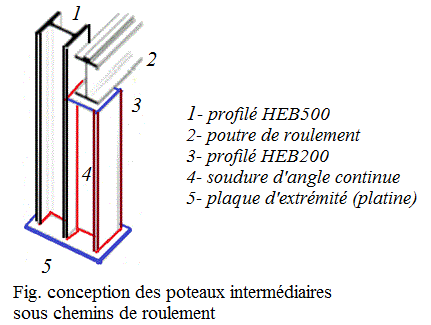 1
2
3
4
5
1- profilé HEB500
2- poutre de roulement
3- profilé HEB200
4- soudure d'angle continue
5- plaque d'extrémité (platine)
Fig. conception des poteaux intermédiaires
sous chemins de roulement